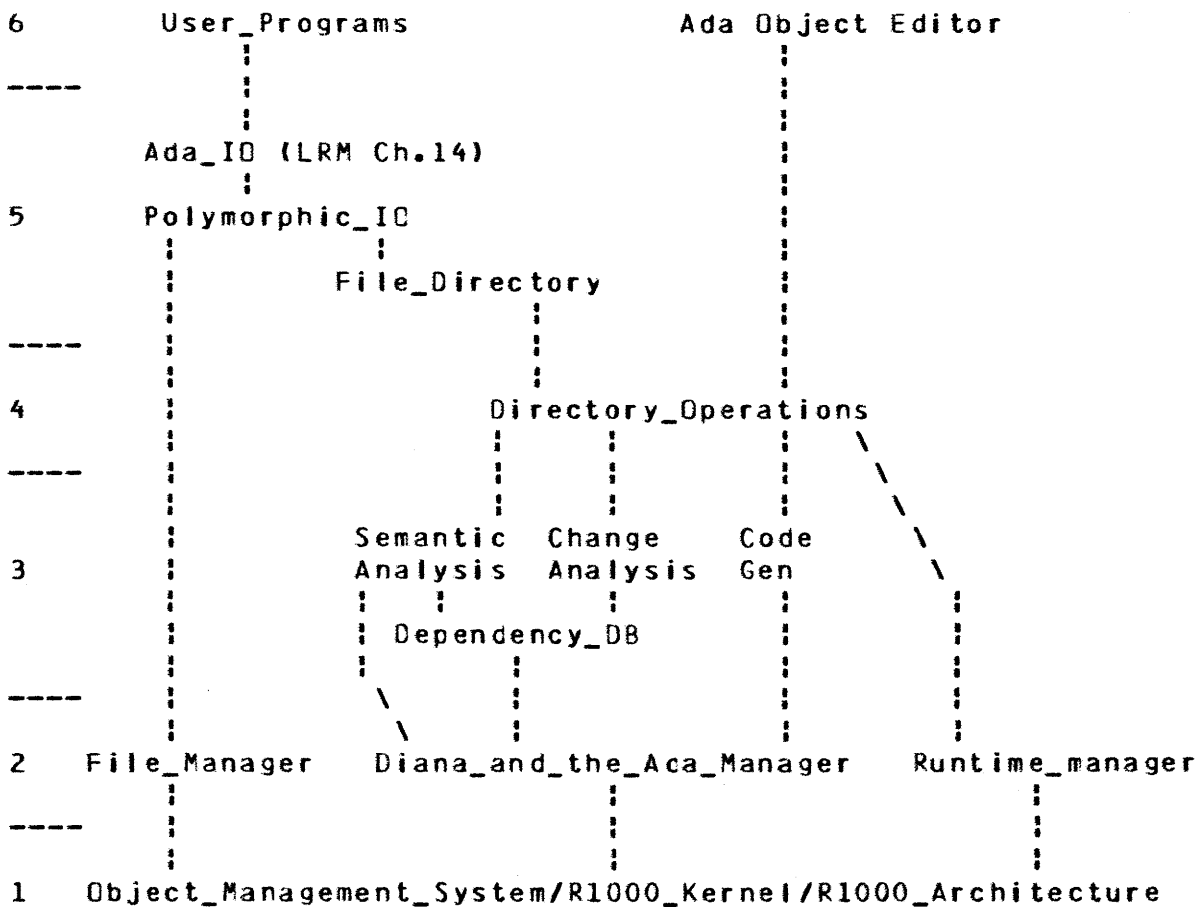 6 User_Programs Ada Object Editor
----
Ada_IO (LRM Ch.14)
5 Polymorphic_IO
File_Directory
----
4 Directory_Operations
----
Semantic Change Code
3 Analysis Analysis Gen
Dependency_DB
----
2 File_Manager Diana_and_the_Aca_Manager Runtime_manager
----
1 Object_Management_System/R1000_Kernel/R1000_Architecture